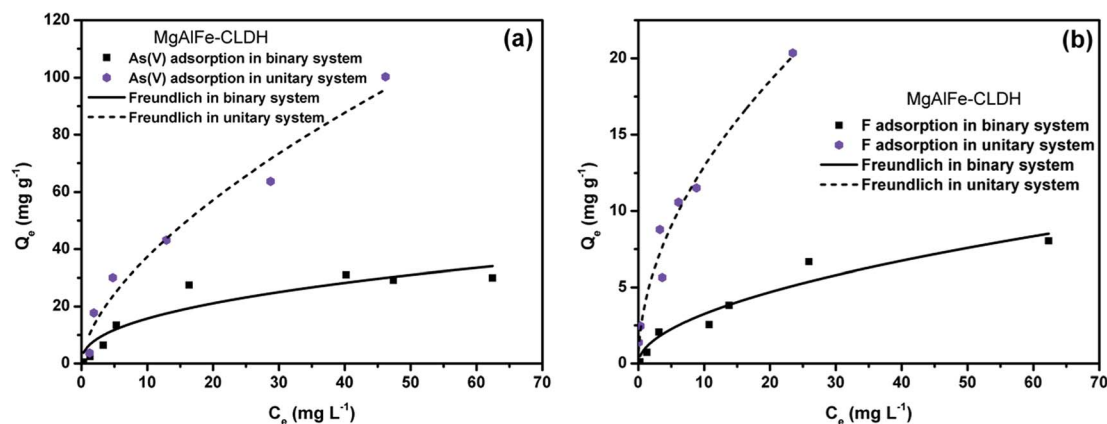 (a)
MgAlFe-CLDH
As(V) adsorption in binary system
As(V) adsorption in unitary system
Freundlich in binary system
Freundlich in unitary system
Qe (mg g-1)
120
100
80
60
40
20
0
0 10 20 30 40 50 60 70
Ce (mg L-1)
(b)
MgAlFe-CLDH
F adsorption in binary system
F adsorption in unitary system
Freundlich in binary system
Freundlich in unitary system
Qe (mg g-1)
20
15
10
5
0
0 10 20 30 40 50 60 70
Ce (mg L-1)